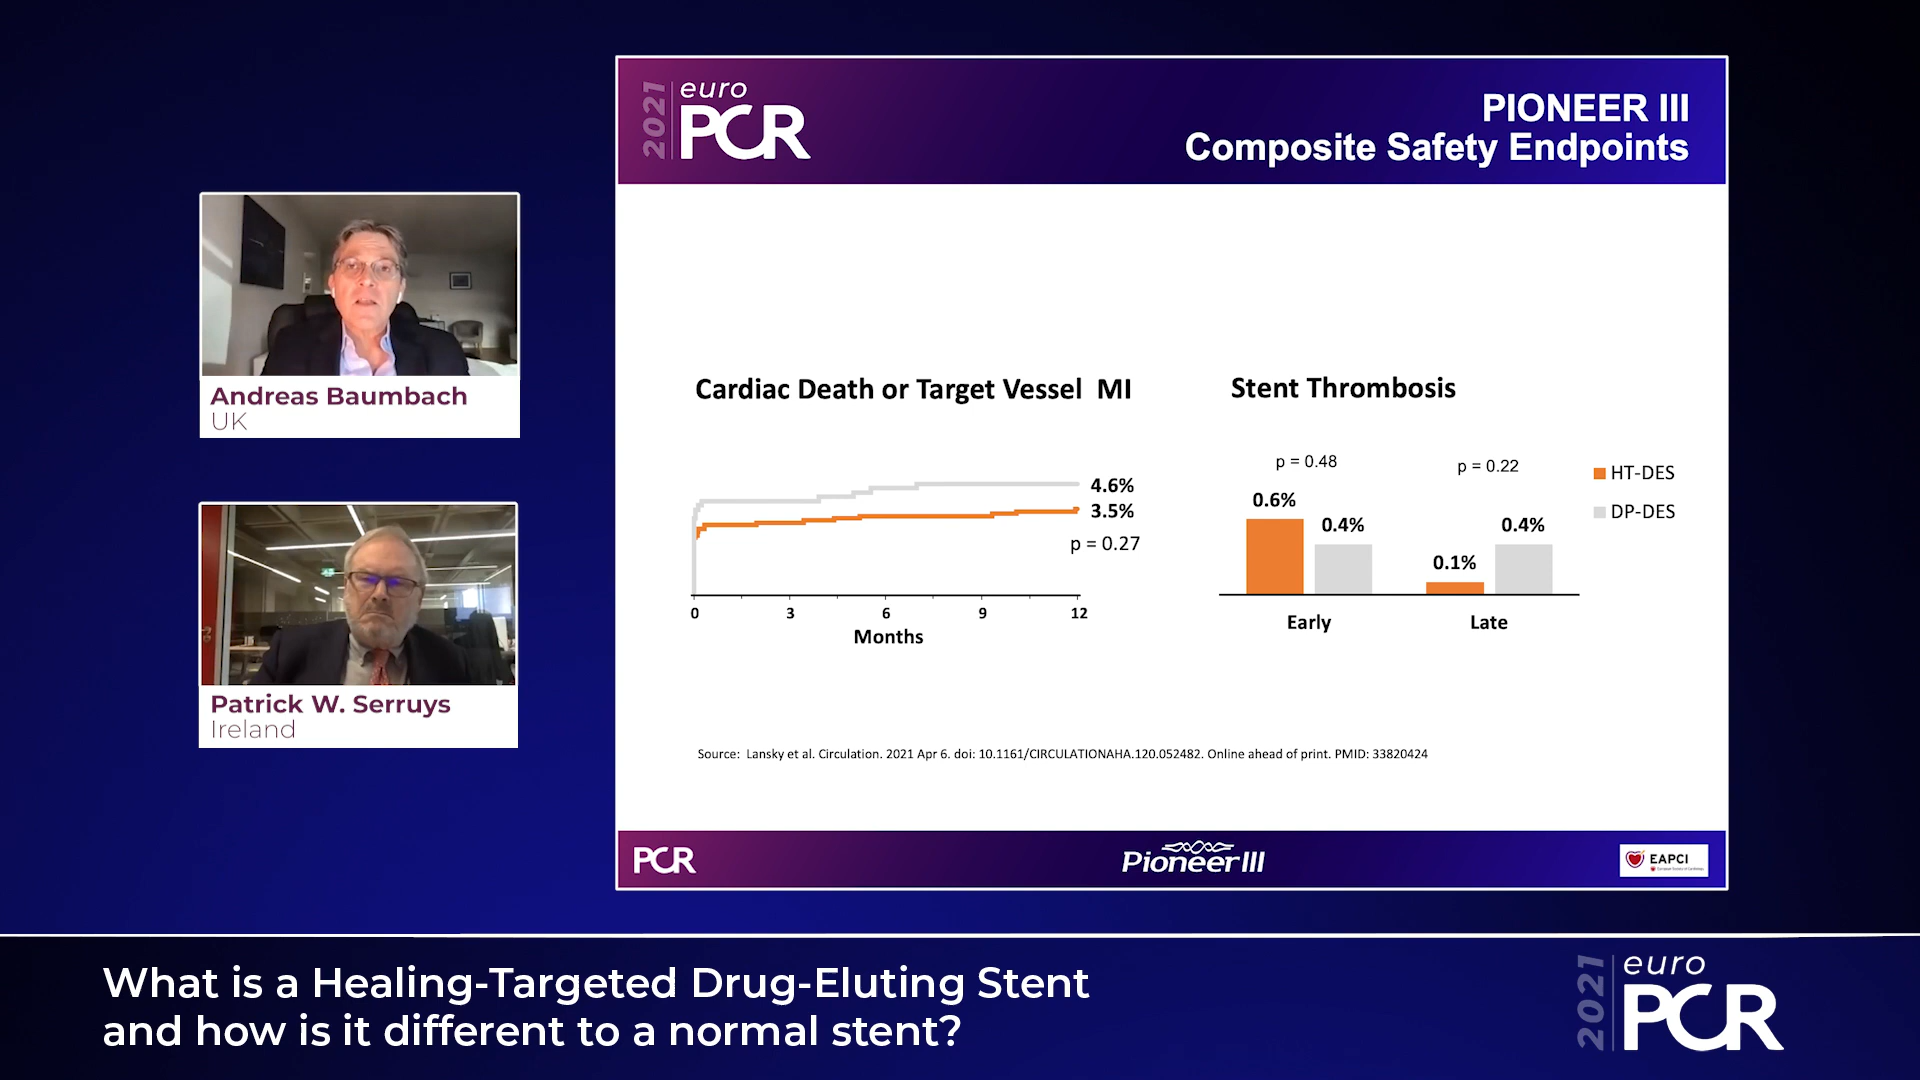 2021 euro PCR
PIONEER III
Composite Safety Endpoints
Andreas Baumbach
UK
Patrick W. Serruys
Ireland
Cardiac Death or Target Vessel MI
4.6%
3.5%
p = 0.27
0 3 6 9 12
Months
Stent Thrombosis
p = 0.48 p = 0.22
0.6% 0.4% 0.1% 0.4%
Early Late
HT-DES
DP-DES
Source: Lansky et al. Circulation. 2021 Apr 6. doi: 10.1161/CIRCULATIONAHA.120.052482. Online ahead of print. PMID: 33820424
PCR
Pioneer III
EAPCI
What is a Healing-Targeted Drug-Eluting Stent
and how is it different to a normal stent?
2021 euro PCR